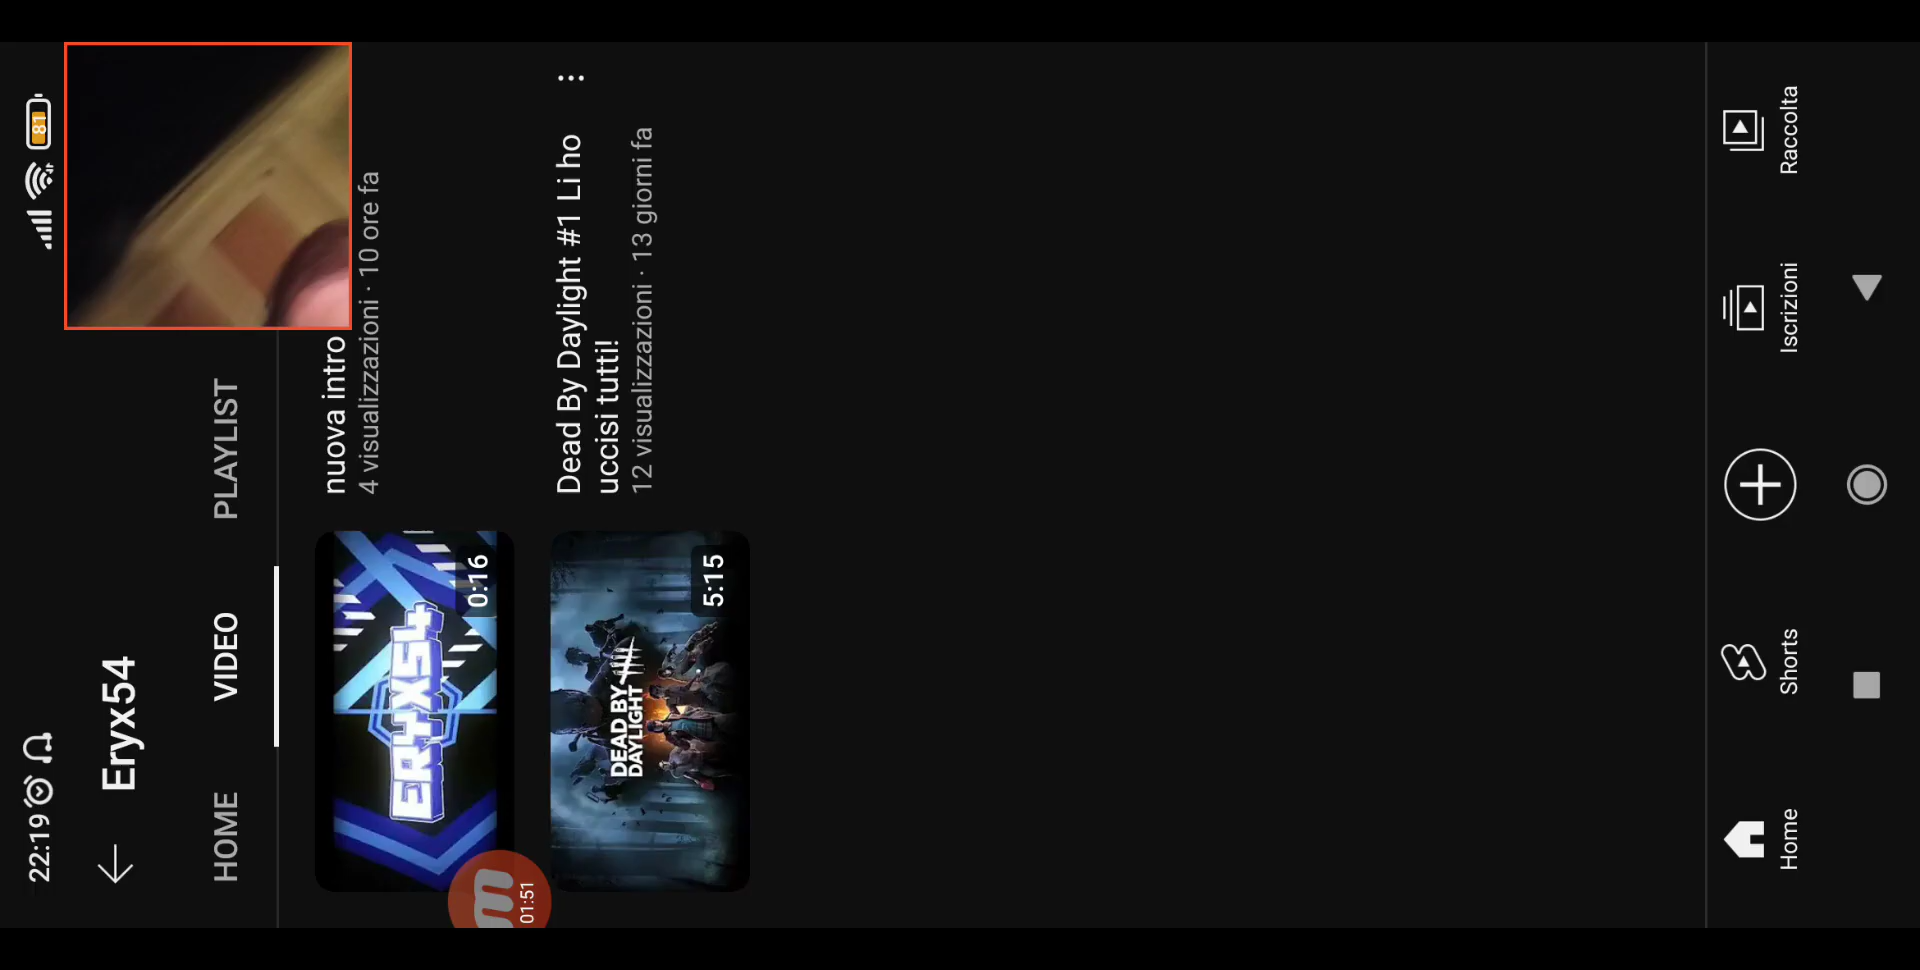 22:19
81
Eryx54
HOME
VIDEO
PLAYLIST
ERYX54
0:16
nuova intro
4 visualizzazioni · 10 ore fa
DEAD BY
DAYLIGHT
5:15
Dead By Daylight #1 Li ho
uccisi tutti!
12 visualizzazioni · 13 giorni fa
01:51
Home
Shorts
Iscrizioni
Raccolta